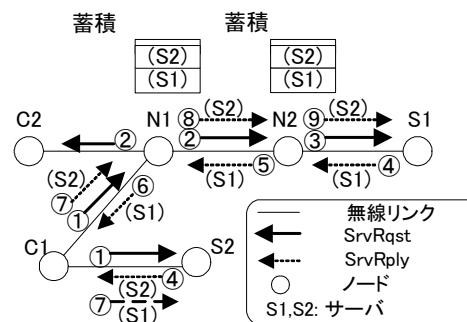 蓄積 蓄積
(S2) (S2)
(S1) (S1)
C2 N1 ⑧ (S2) N2 ⑨ (S2) S1
② ② ③
(S2) ⑥ (S1) ⑤ (S1) ④
⑦ (S1)
①
C1 ① S2
④
(S2)
⑦ (S1)
無線リンク
SrvRqst
SrvRply
ノード
S1,S2: サーバ